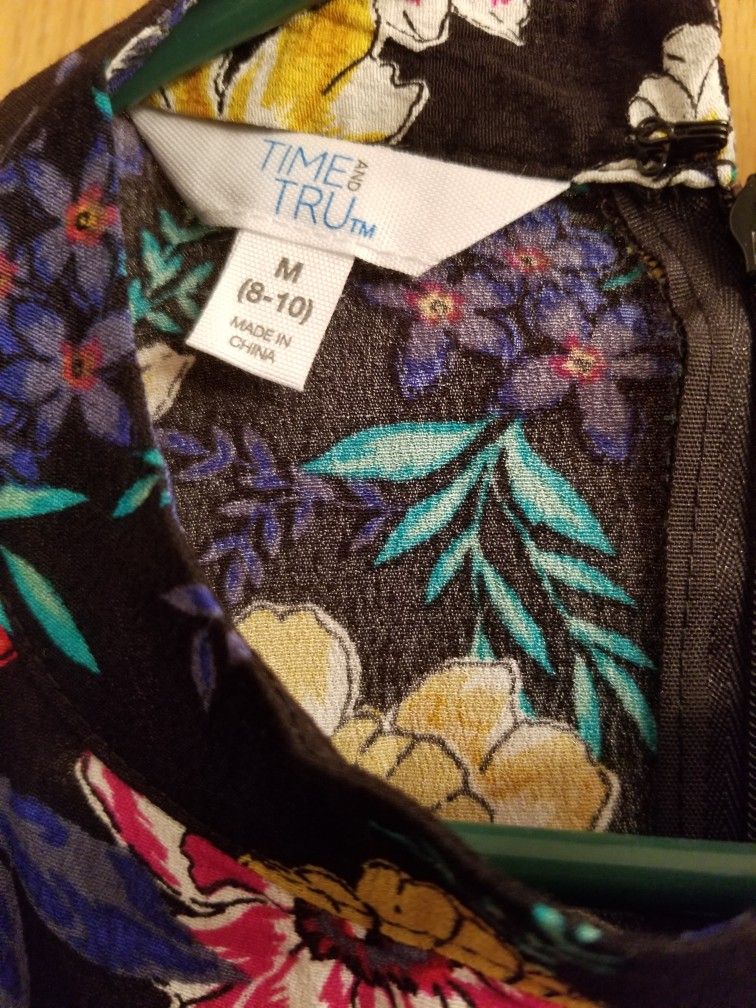 TIME AND
TRU™
M
(8-10)
MADE IN
CHINA